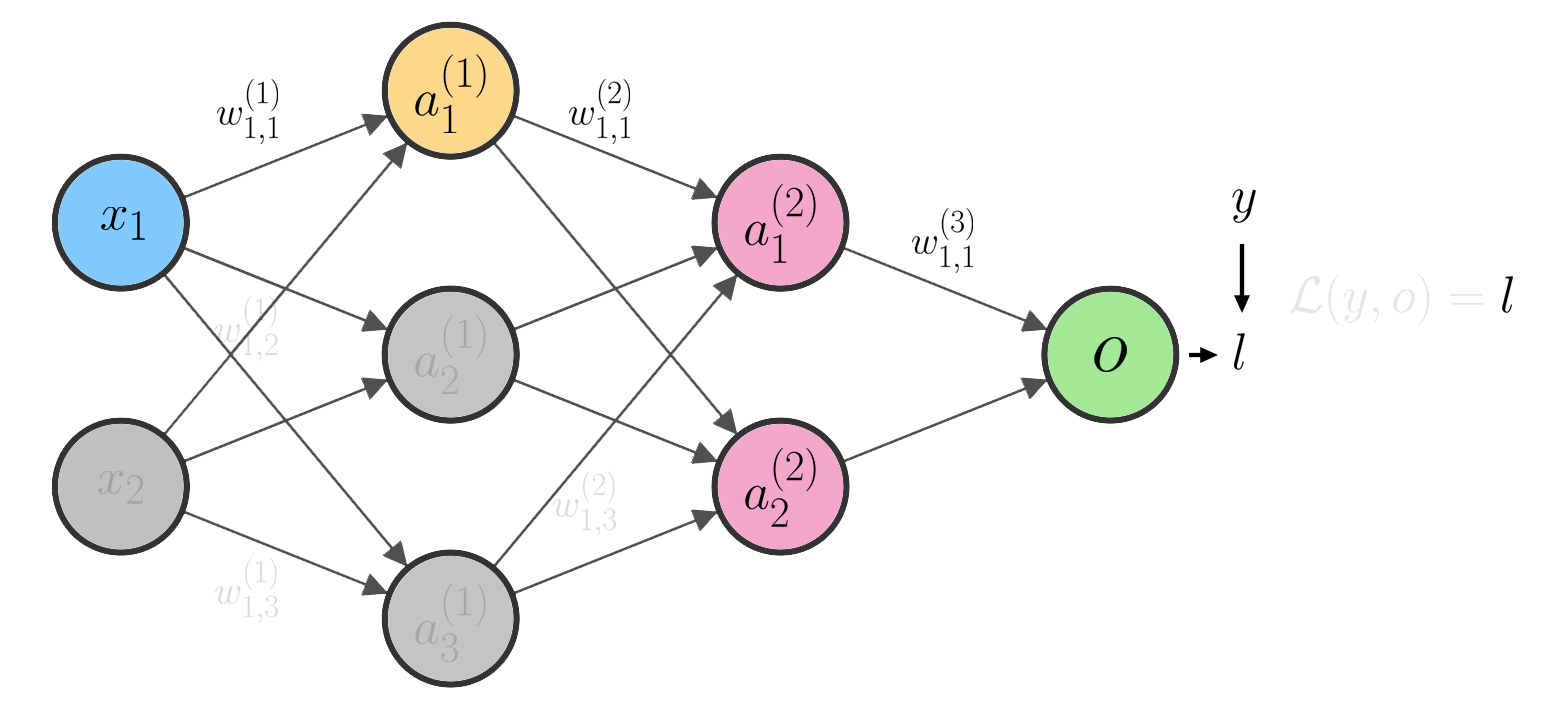 a_1^{(1)}
w_{1,1}^{(1)}
w_{1,1}^{(2)}
x_1
a_1^{(2)}
w_{1,1}^{(3)}
y
w_{1,2}^{(1)}
a_2^{(1)}
o
l
ℒ(y, o) = l
x_2
a_2^{(2)}
w_{1,3}^{(2)}
w_{1,3}^{(1)}
a_3^{(1)}